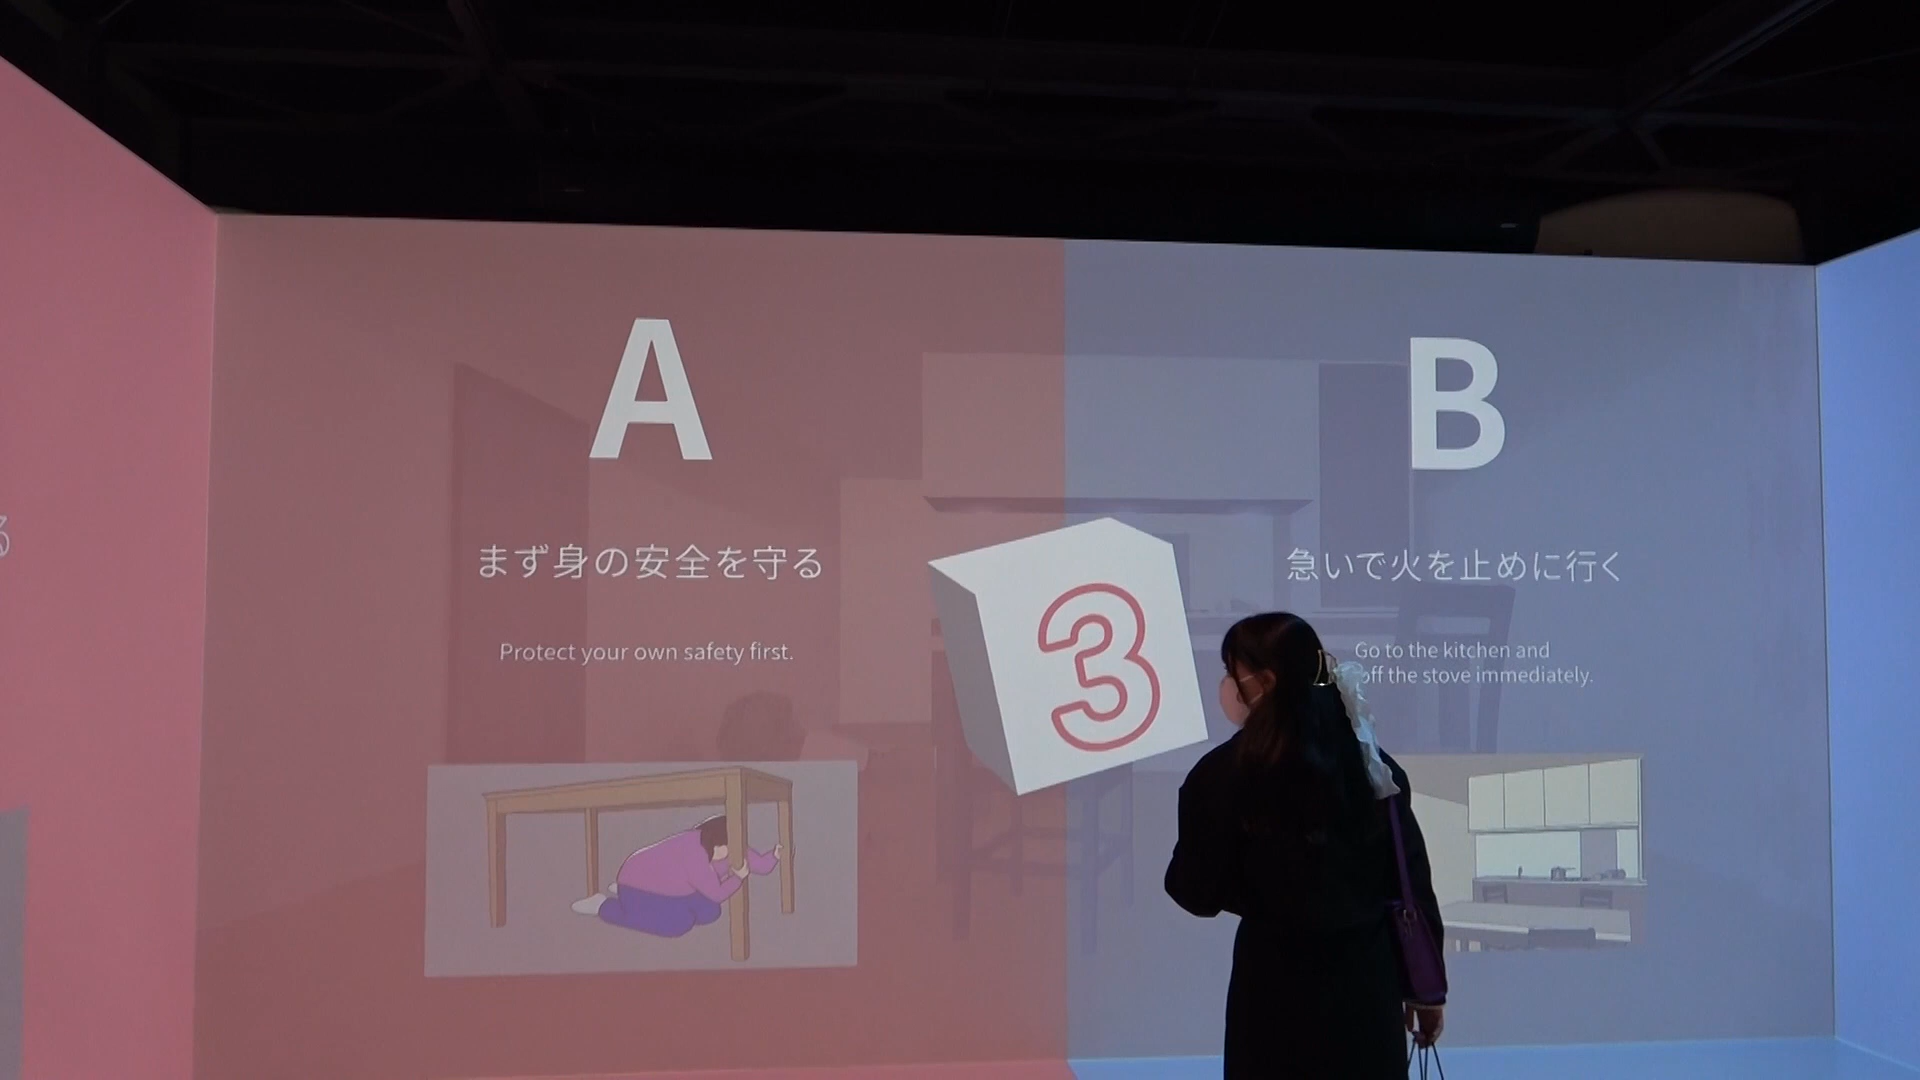 A
B
まず身の安全を守る
急いで火を止めに行く
Protect your own safety first.
3
Go to the kitchen and
off the stove immediately.
る